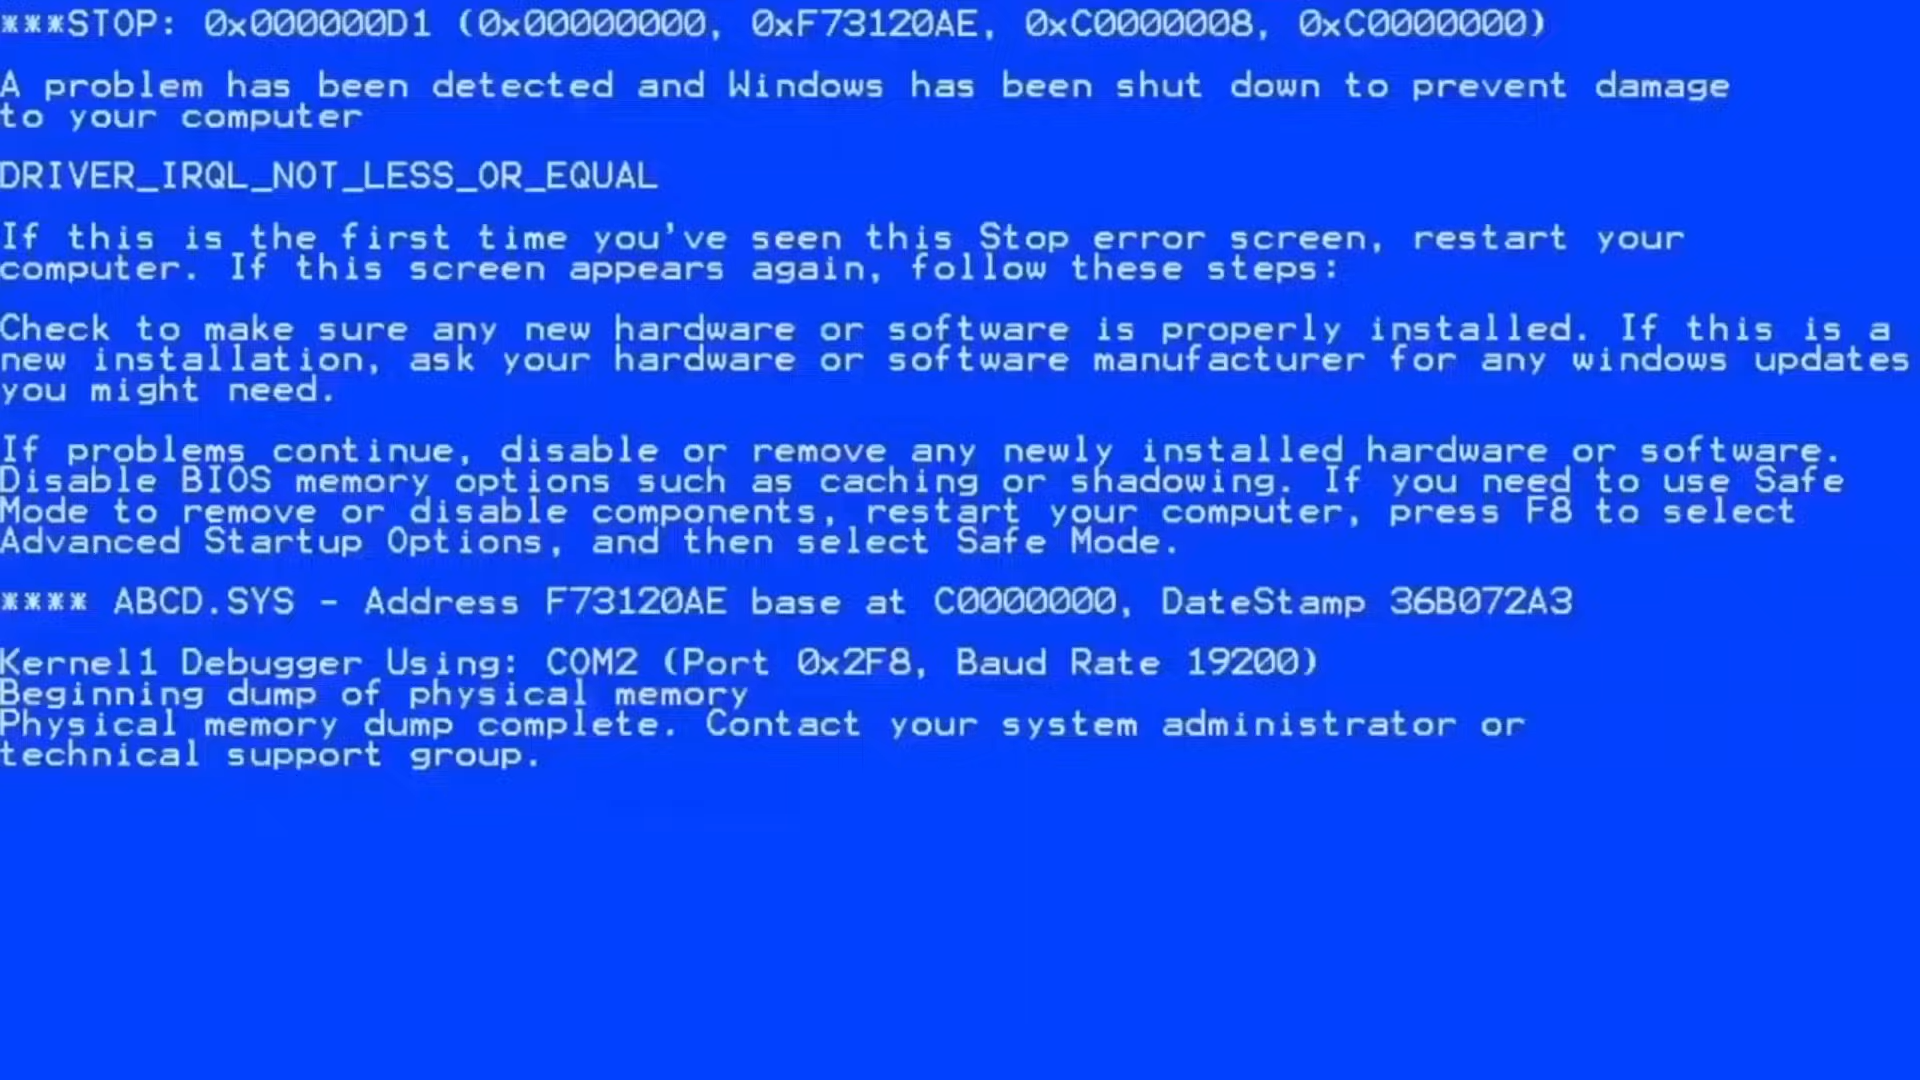 ***STOP: 0x000000D1 (0x00000000, 0xF73120AE, 0xC0000008, 0xC0000000)
A problem has been detected and Windows has been shut down to prevent damage
to your computer
DRIVER_IRQL_NOT_LESS_OR_EQUAL
If this is the first time you've seen this Stop error screen, restart your
computer. If this screen appears again, follow these steps:
Check to make sure any new hardware or software is properly installed. If this is a
new installation, ask your hardware or software manufacturer for any windows updates
you might need.
If problems continue, disable or remove any newly installed hardware or software.
Disable BIOS memory options such as caching or shadowing. If you need to use Safe
Mode to remove or disable components, restart your computer, press F8 to select
Advanced Startup Options, and then select Safe Mode.
**** ABCD.SYS - Address F73120AE base at C0000000, DateStamp 36B072A3
Kernel1 Debugger Using: COM2 (Port 0x2F8, Baud Rate 19200)
Beginning dump of physical memory
Physical memory dump complete. Contact your system administrator or
technical support group.